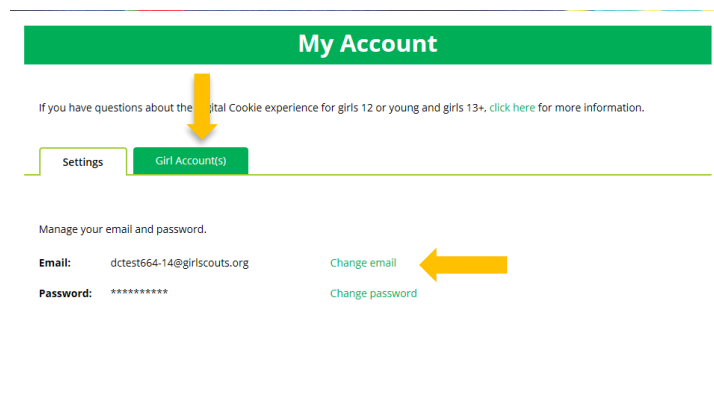 My Account
If you have questions about the ital Cookie experience for girls 12 or young and girls 13+, click here for more information.
Settings
Girl Account(s)
Manage your email and password.
Email: dctest664-14@girlscouts.org Change email
Password: ********** Change password